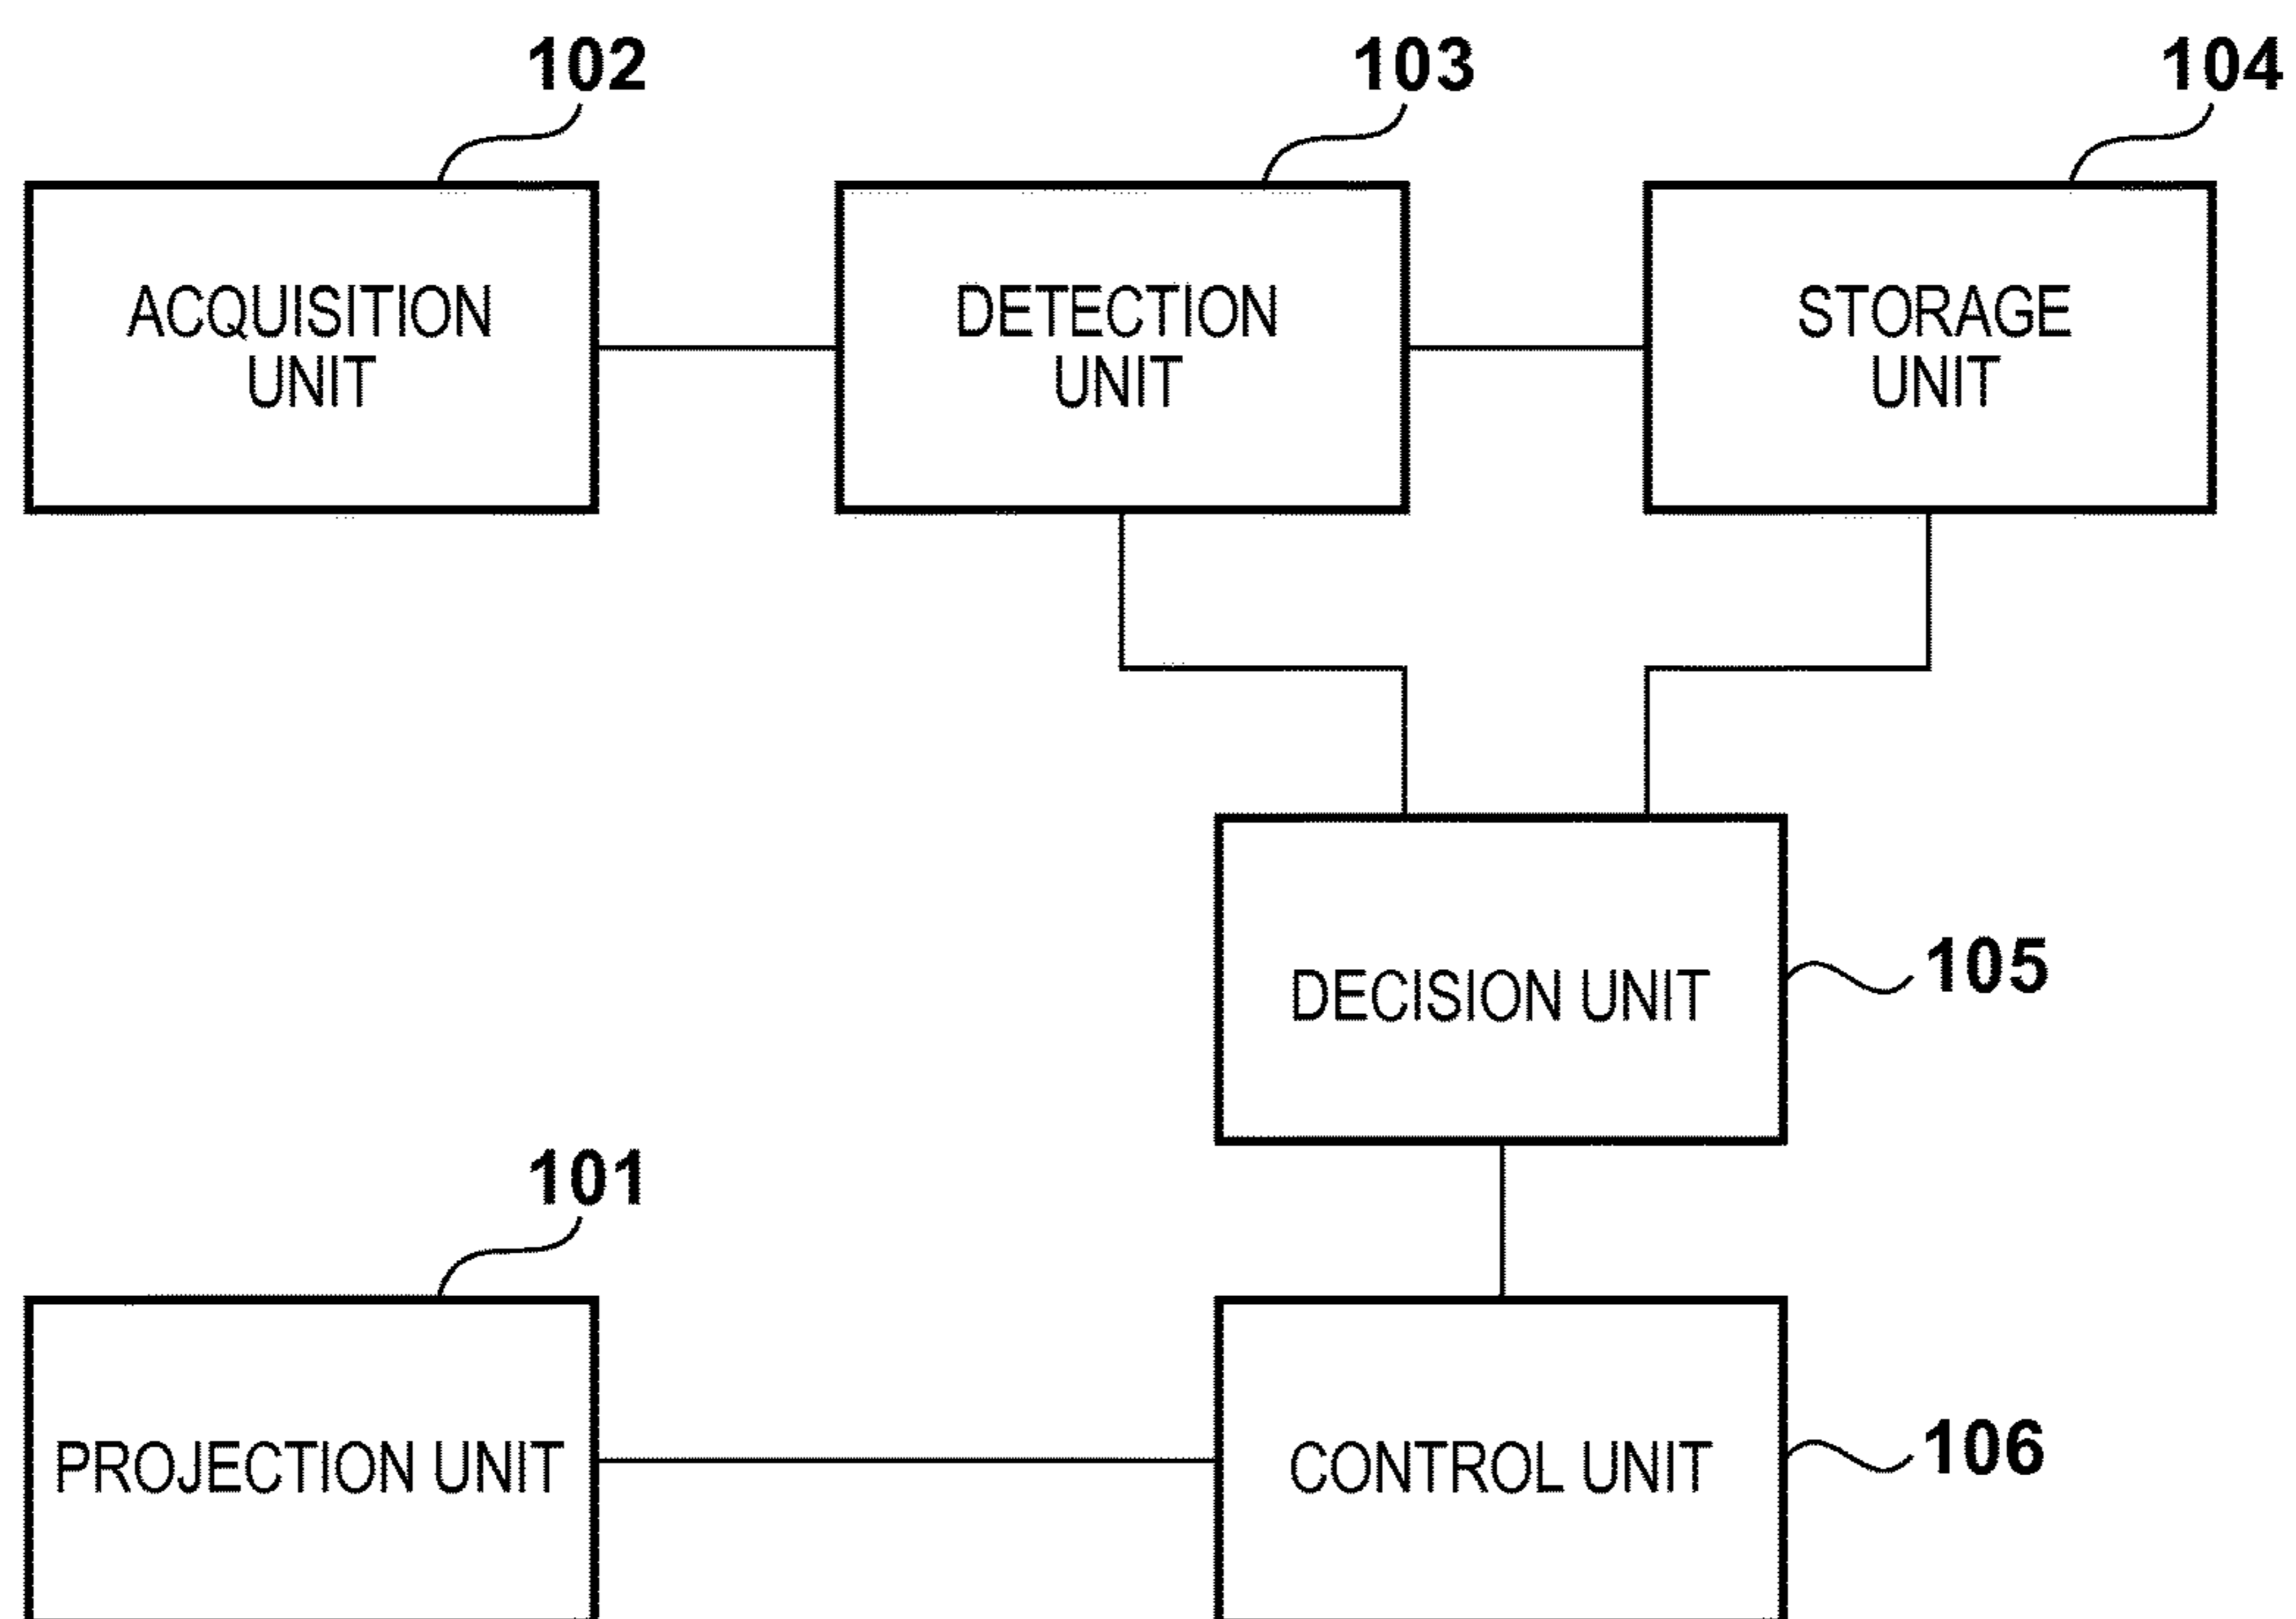 102
103
104
ACQUISITION
UNIT
DETECTION
UNIT
STORAGE
UNIT
DECISION UNIT
105
101
PROJECTION UNIT
CONTROL UNIT
106